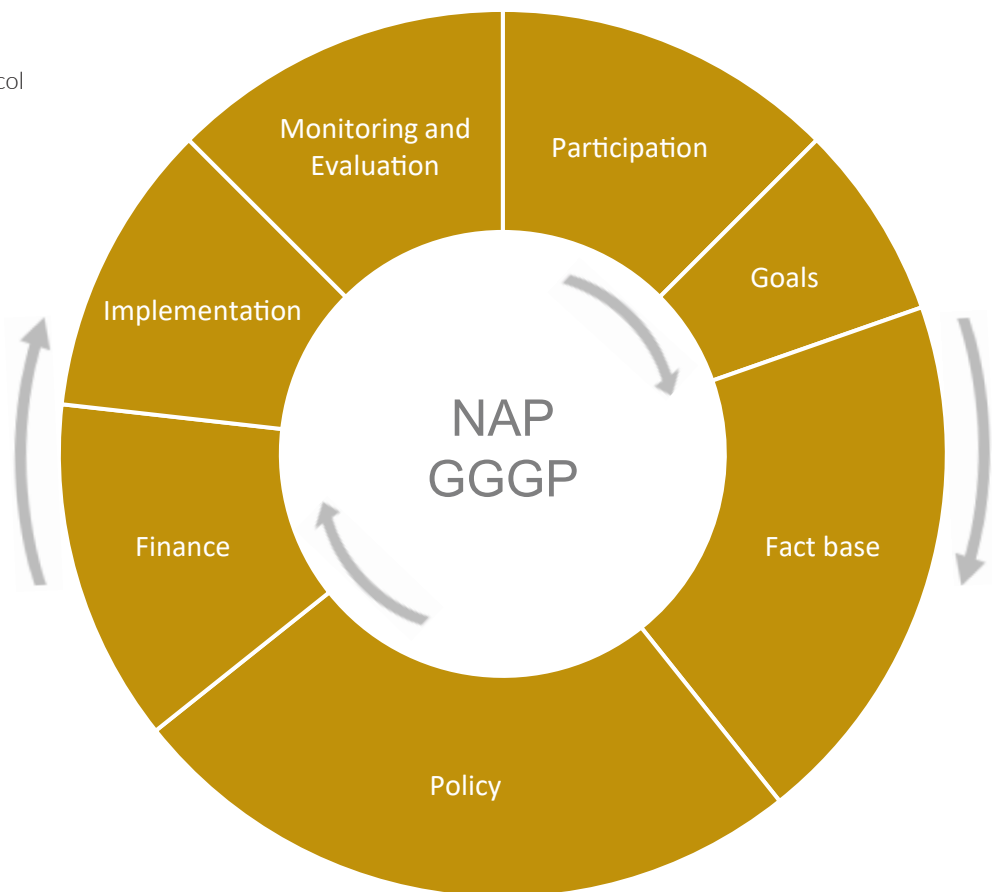 col
Monitoring and
Evaluation
Participation
Goals
Implementation
NAP
GGGP
Finance
Fact base
Policy